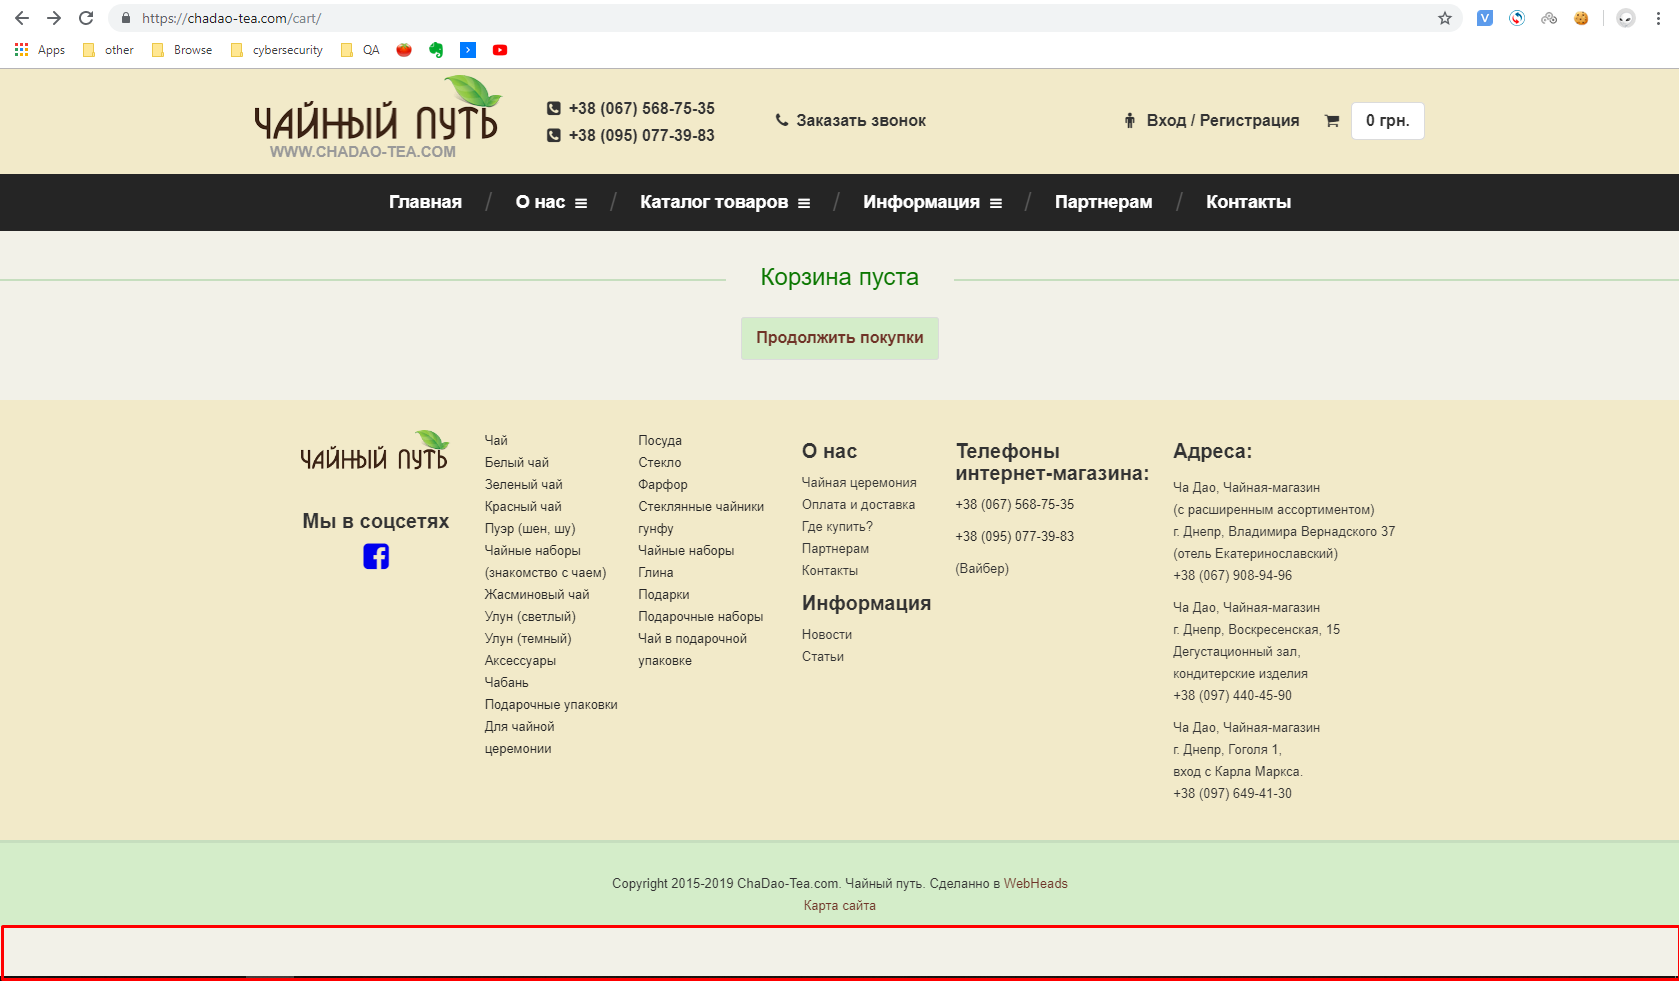 https://chadao-tea.com/cart/
Apps
other
Browse
cybersecurity
QA
ЧАЙНЫЙ ПУТЬ
WWW.CHADAO-TEA.COM
+38 (067) 568-75-35
+38 (095) 077-39-83
Заказать звонок
Вход / Регистрация
0 грн.
Главная / О нас / Каталог товаров / Информация / Партнерам / Контакты
Корзина пуста
Продолжить покупки
ЧАЙНЫЙ ПУТЬ
Мы в соцсетях
Чай
Белый чай
Зеленый чай
Красный чай
Пуэр (шен, шу)
Чайные наборы
(знакомство с чаем)
Жасминовый чай
Улун (светлый)
Улун (темный)
Аксессуары
Чабань
Подарочные упаковки
Для чайной
церемонии
Посуда
Стекло
Фарфор
Стеклянные чайники
гунфу
Чайные наборы
Глина
Подарки
Подарочные наборы
Чай в подарочной
упаковке
О нас
Чайная церемония
Оплата и доставка
Где купить?
Партнерам
Контакты
Информация
Новости
Статьи
Телефоны
интернет-магазина:
+38 (067) 568-75-35
+38 (095) 077-39-83
(Вайбер)
Адреса:
Ча Дао, Чайная-магазин
(с расширенным ассортиментом)
г. Днепр, Владимира Вернадского 37
(отель Екатеринославский)
+38 (067) 908-94-96
Ча Дао, Чайная-магазин
г. Днепр, Воскресенская, 15
Дегустационный зал,
кондитерские изделия
+38 (097) 440-45-90
Ча Дао, Чайная-магазин
г. Днепр, Гоголя 1,
вход с Карла Маркса.
+38 (097) 649-41-30
Copyright 2015-2019 ChaDao-Tea.com. Чайный путь. Сделанно в WebHeads
Карта сайта